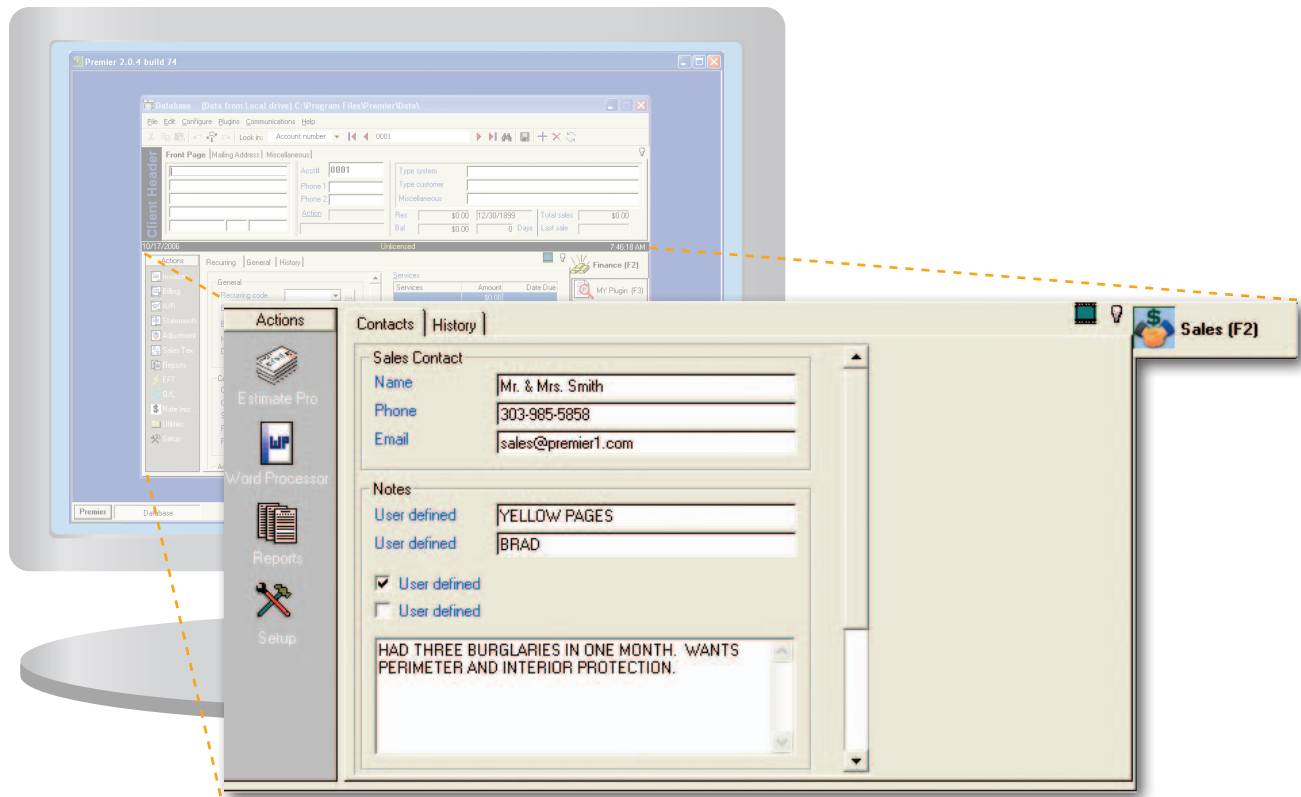 Premier 2.0.4 build 74
Database (Data from Local drive) C:\Program Files\Premier\Data\
File Edit Configure Plugins Communications Help
Look in: Account number 0001
Client Header
Front Page Mailing Address Miscellaneous
Acct# 0001 Type system
Phone 1 Type customer
Phone 2 Miscellaneous
Action Res $0.00 12/30/1899 Total sales $0.00
Bal $0.00 0 Days Last sale
10/17/2006 Unlicensed 7:46:18 AM
Actions Recurring General History Finance (F2)
General Services
Recurring code Services Amount Date Due MY Plugin (F3)
$0.00
Billing
A/R
Statements
Adjustment
Sales Tax
Reports
EFT
G/L
Rate Incr.
Utilities
Setup
Premier Database
Actions Contacts History Sales (F2)
Sales Contact
Name Mr. & Mrs. Smith
Estimate Pro
Phone 303-985-5858
Email sales@premier1.com
Word Processor
Notes
User defined YELLOW PAGES
User defined BRAD
Reports
User defined
User defined
Setup
HAD THREE BURGLARIES IN ONE MONTH. WANTS
PERIMETER AND INTERIOR PROTECTION.